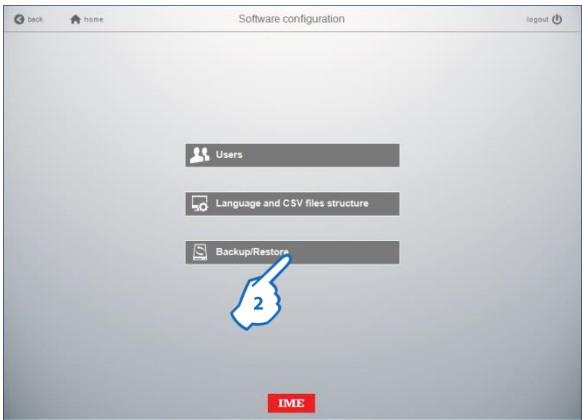 back
home
Software configuration
logout
Users
Language and CSV files structure
Backup/Restore
2
IME